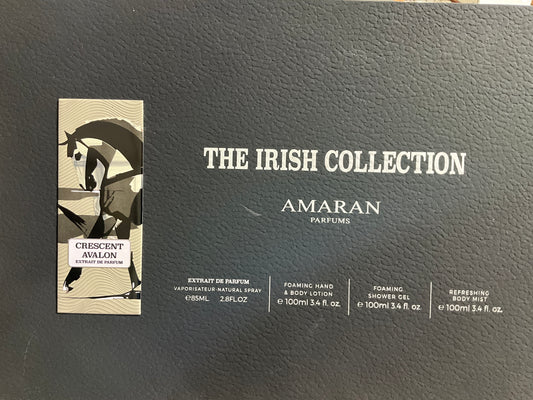 THE IRISH COLLECTION
AMARAN
PARFUMS
CRESCENT
AVALON
EXTRAIT DE PARFUM
EXTRAIT DE PARFUM
VAPORISATEUR-NATURAL SPRAY
℮85ML 2.8FLOZ
FOAMING HAND
& BODY LOTION
℮100ml 3.4 fl. oz.
FOAMING
SHOWER GEL
℮100ml 3.4 fl. oz.
REFRESHING
BODY MIST
℮100ml 3.4 fl. oz.